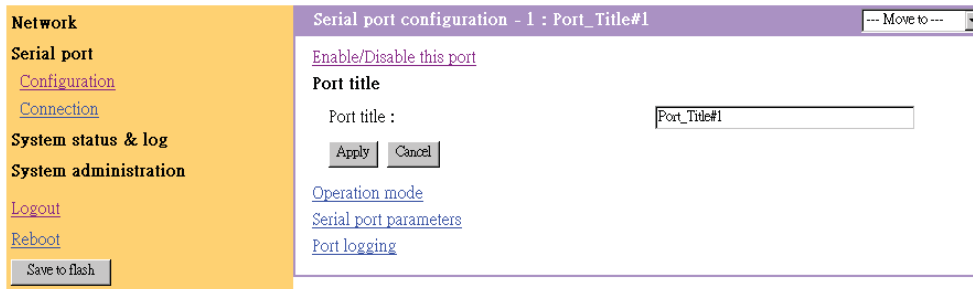 Network
Serial port
Configuration
Connection
System status & log
System administration
Logout
Reboot
Save to flash
Serial port configuration - 1 : Port_Title#1
--- Move to ---
Enable/Disable this port
Port title
Port title :
Port_Title#1
Apply
Cancel
Operation mode
Serial port parameters
Port logging